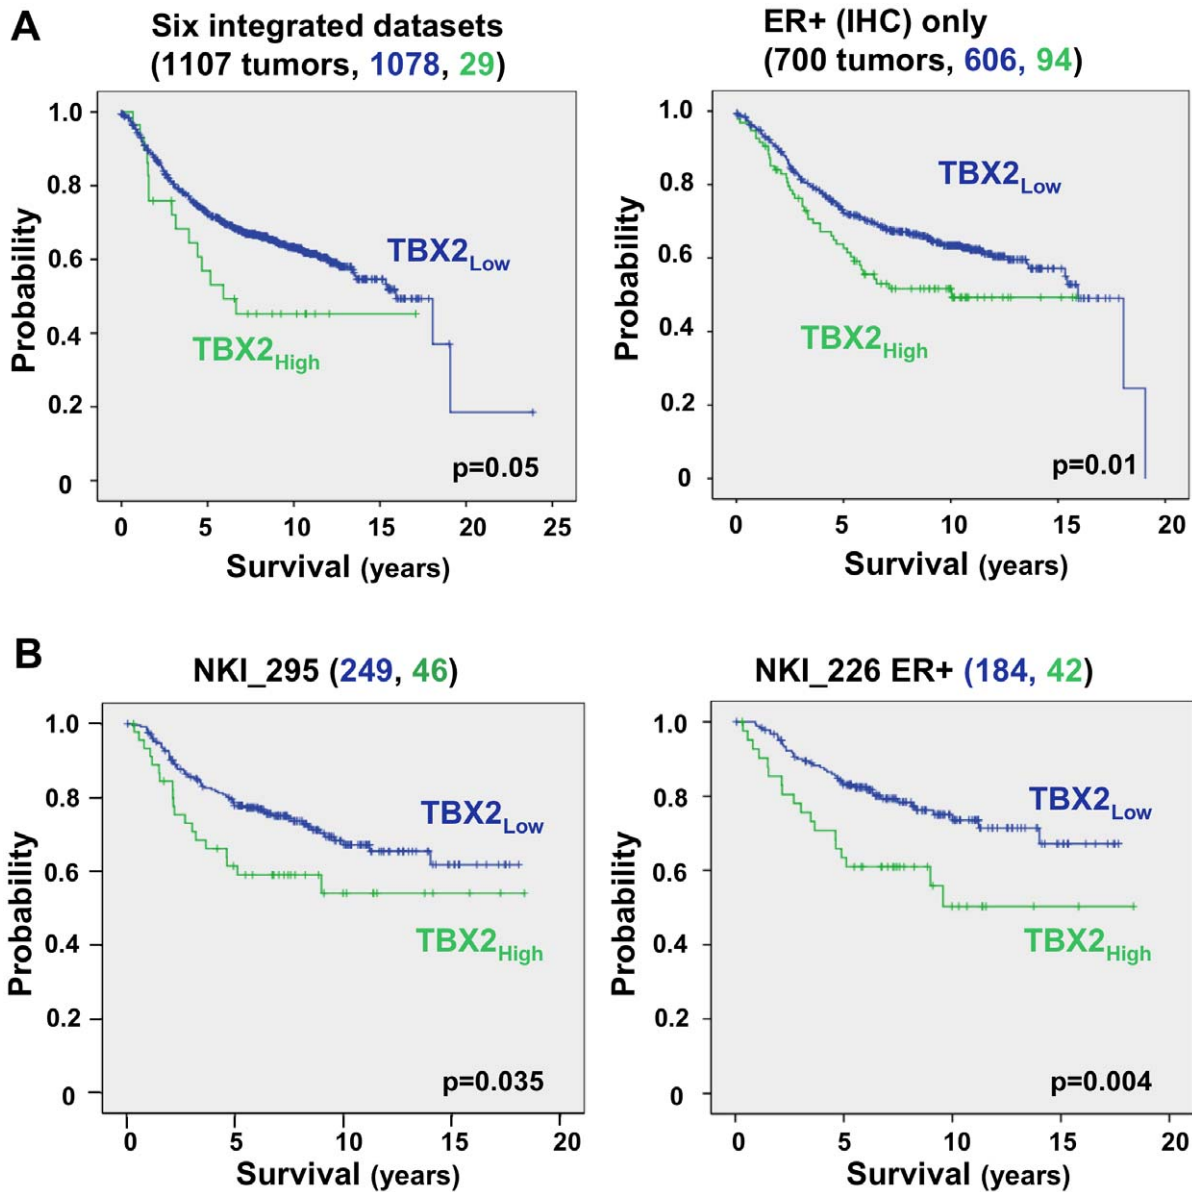 A
Six integrated datasets
(1107 tumors, 1078, 29)
1.0
0.8
0.6
0.4
0.2
0
Probability
TBX2Low
TBX2High
p=0.05
0 5 10 15 20 25
Survival (years)
ER+ (IHC) only
(700 tumors, 606, 94)
1.0
0.8
0.6
0.4
0.2
0
Probability
TBX2Low
TBX2High
p=0.01
0 5 10 15 20
Survival (years)
B
NKI_295 (249, 46)
1.0
0.8
0.6
0.4
0.2
0
Probability
TBX2Low
TBX2High
p=0.035
0 5 10 15 20
Survival (years)
NKI_226 ER+ (184, 42)
1.0
0.8
0.6
0.4
0.2
0
Probability
TBX2Low
TBX2High
p=0.004
0 5 10 15 20
Survival (years)